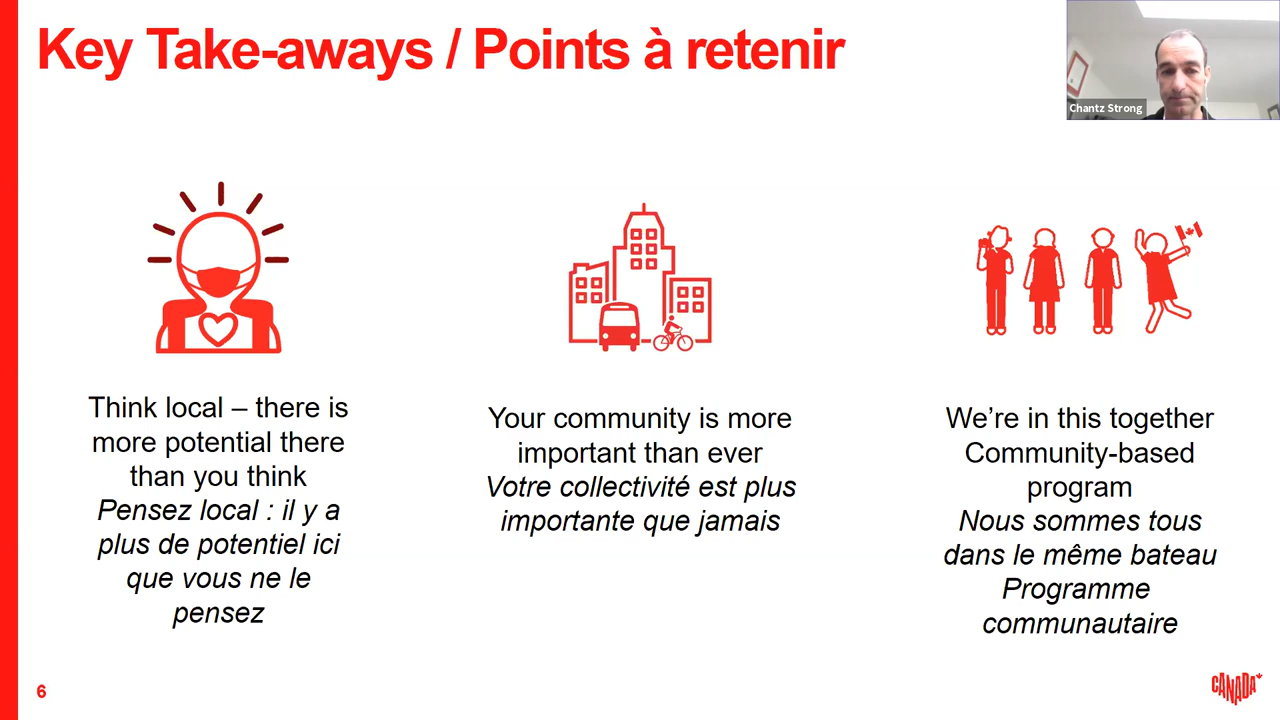 Key Take-aways / Points à retenir
Chantz Strong
Think local – there is
more potential there
than you think
Pensez local : il y a
plus de potentiel ici
que vous ne le
pensez
Your community is more
important than ever
Votre collectivité est plus
importante que jamais
We’re in this together
Community-based
program
Nous sommes tous
dans le même bateau
Programme
communautaire
6
CANADA